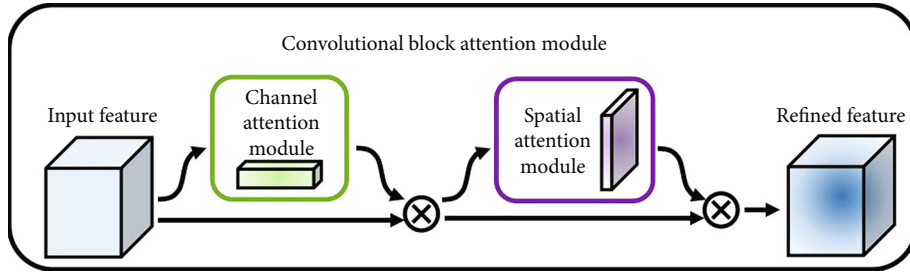 Convolutional block attention module
Input feature
Channel
attention
module
Spatial
attention
module
Refined feature